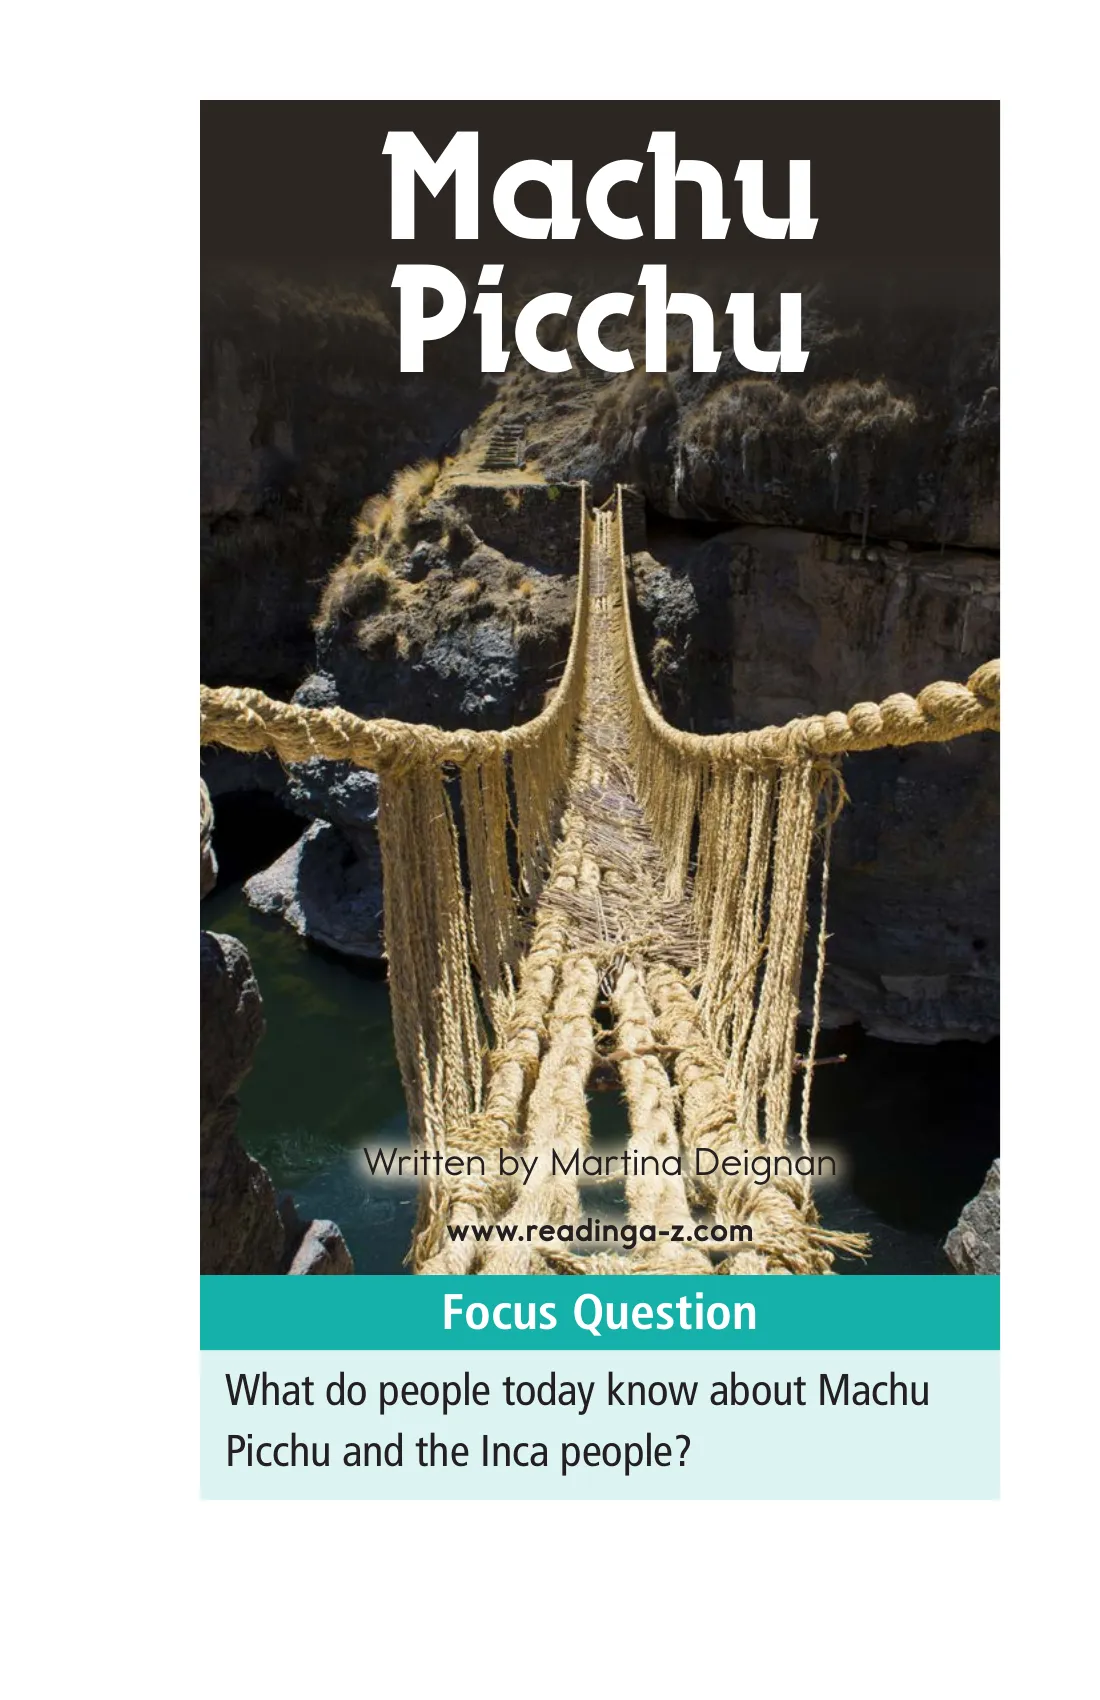 Machu
Picchu
Written by Martina Deignan
www.readinga-z.com
Focus Question
What do people today know about Machu
Picchu and the Inca people?